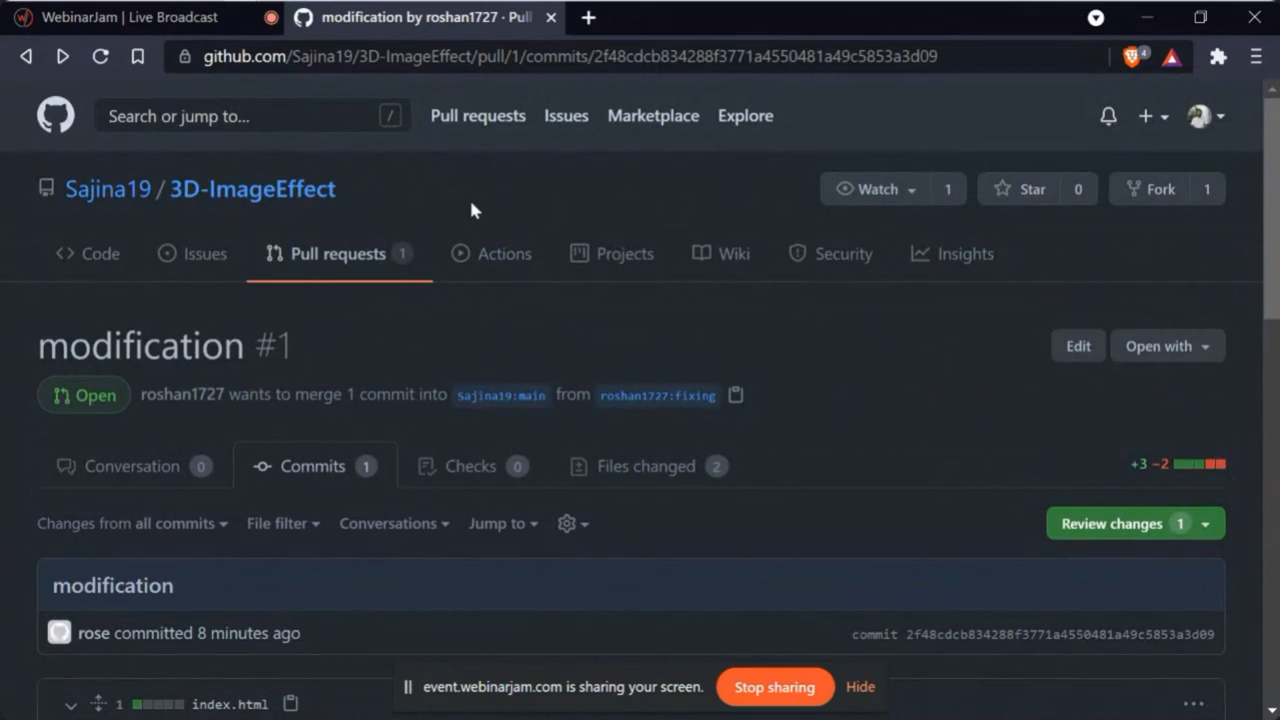 WebinarJam | Live Broadcast
modification by roshan1727 · Pull
github.com/Sajina19/3D-ImageEffect/pull/1/commits/2f48cdcb834288f3771a4550481a49c5853a3d09
4
Search or jump to...
/
Pull requests Issues Marketplace Explore
Sajina19 / 3D-ImageEffect
Watch 1
Star 0
Fork 1
Code Issues Pull requests 1 Actions Projects Wiki Security Insights
modification #1
Edit Open with
Open roshan1727 wants to merge 1 commit into Sajina19:main from roshan1727:fixing
Conversation 0 Commits 1 Checks 0 Files changed 2
+3 −2
Changes from all commits File filter Conversations Jump to
Review changes 1
modification
rose committed 8 minutes ago
commit 2f48cdcb834288f3771a4550481a49c5853a3d09
event.webinarjam.com is sharing your screen. Stop sharing Hide
1 index.html